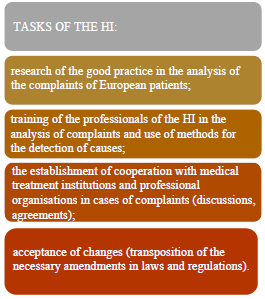 TASKS OF THE HI:
research of the good practice in the analysis of
the complaints of European patients;
training of the professionals of the HI in the
analysis of complaints and use of methods for
the detection of causes;
the establishment of cooperation with medical
treatment institutions and professional
organisations in cases of complaints (discussions,
agreements);
acceptance of changes (transposition of the
necessary amendments in laws and regulations).